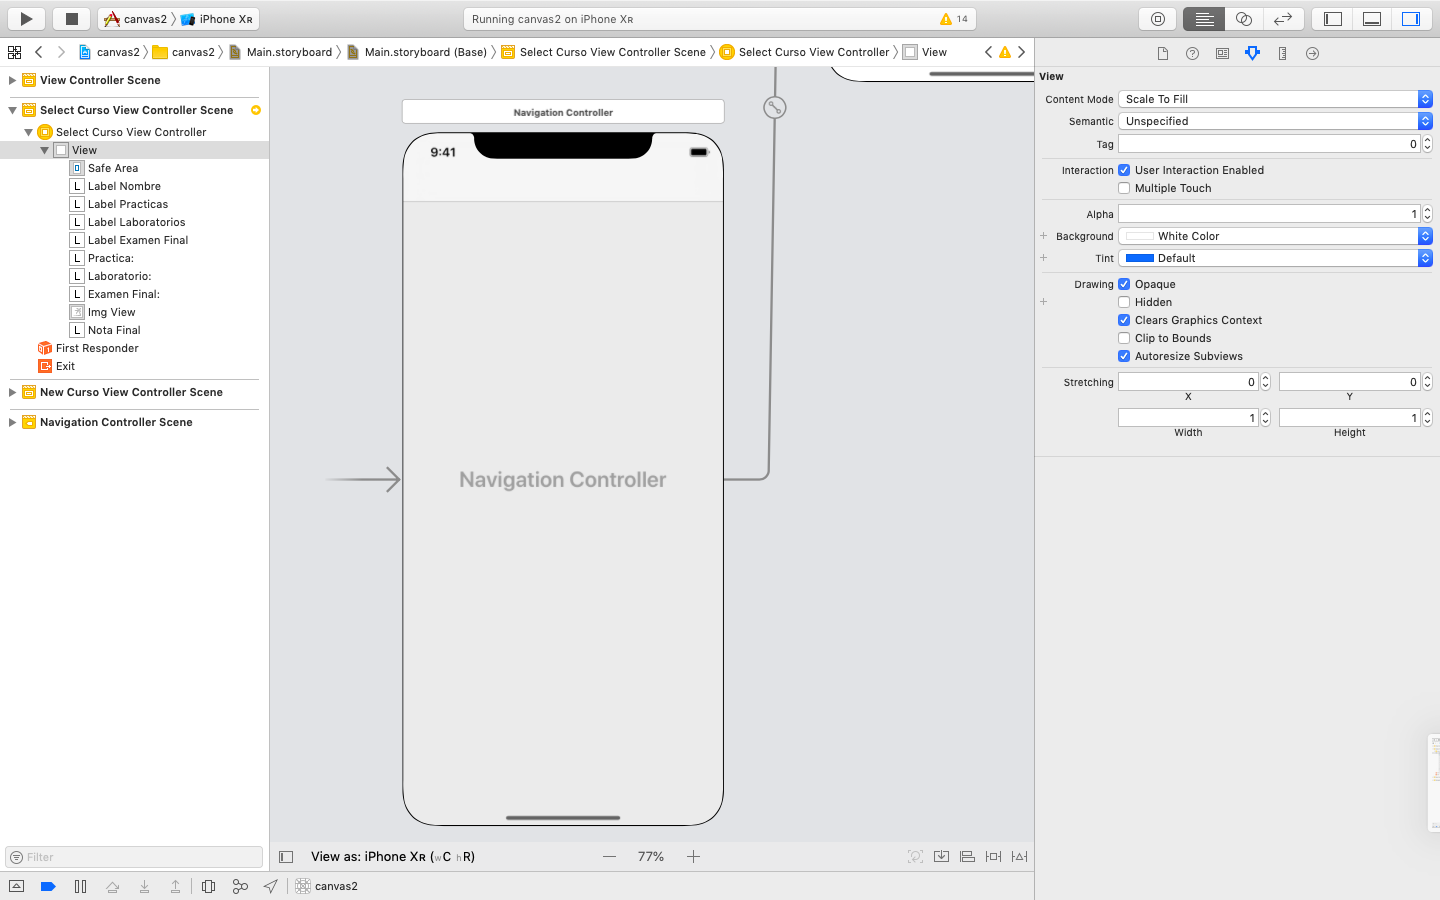 canvas2 iPhone Xʀ
Running canvas2 on iPhone Xʀ
14
canvas2 canvas2 Main.storyboard Main.storyboard (Base) Select Curso View Controller Scene Select Curso View Controller View
View Controller Scene
Select Curso View Controller Scene
Select Curso View Controller
View
Safe Area
L Label Nombre
L Label Practicas
L Label Laboratorios
L Label Examen Final
L Practica:
L Laboratorio:
L Examen Final:
Img View
L Nota Final
First Responder
Exit
New Curso View Controller Scene
Navigation Controller Scene
Filter
Navigation Controller
9:41
Navigation Controller
View as: iPhone Xʀ (wC hR)
77%
canvas2
View
Content Mode Scale To Fill
Semantic Unspecified
Tag 0
Interaction User Interaction Enabled
Multiple Touch
Alpha 1
Background White Color
Tint Default
Drawing Opaque
Hidden
Clears Graphics Context
Clip to Bounds
Autoresize Subviews
Stretching 0 0
X Y
1 1
Width Height